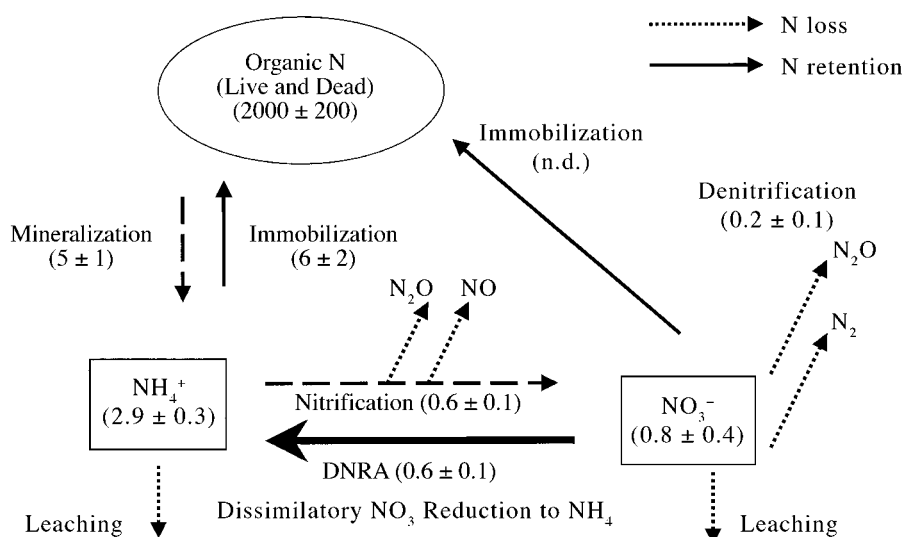 N loss
N retention
Organic N
(Live and Dead)
(2000 ± 200)
Immobilization
(n.d.)
Denitrification
(0.2 ± 0.1)
N₂O
N₂
Mineralization
(5 ± 1)
Immobilization
(6 ± 2)
N₂O
NO
NH₄⁺
(2.9 ± 0.3)
Nitrification (0.6 ± 0.1)
NO₃⁻
(0.8 ± 0.4)
DNRA (0.6 ± 0.1)
Dissimilatory NO₃ Reduction to NH₄
Leaching
Leaching